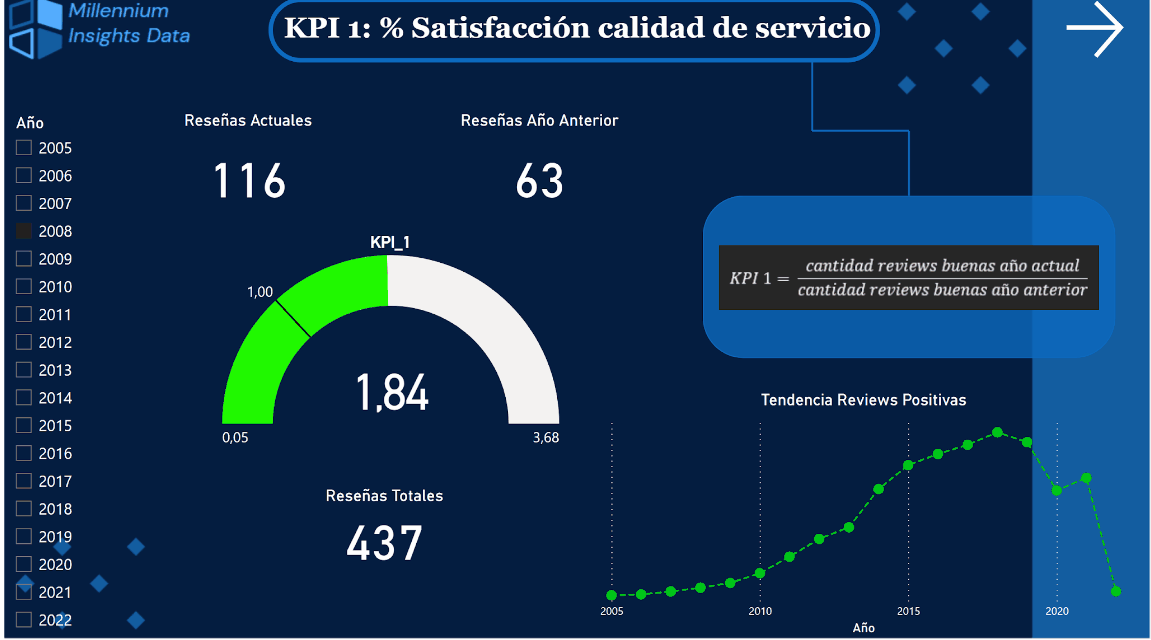 Millennium
Insights Data
KPI 1: % Satisfacción calidad de servicio
Año
2005
2006
2007
2008
2009
2010
2011
2012
2013
2014
2015
2016
2017
2018
2019
2020
2021
2022
Reseñas Actuales
116
Reseñas Año Anterior
63
KPI_1
1,00
1,84
0,05
3,68
Reseñas Totales
437
KPI 1 = cantidad reviews buenas año actual
cantidad reviews buenas año anterior
Tendencia Reviews Positivas
2005 2010 2015 2020
Año